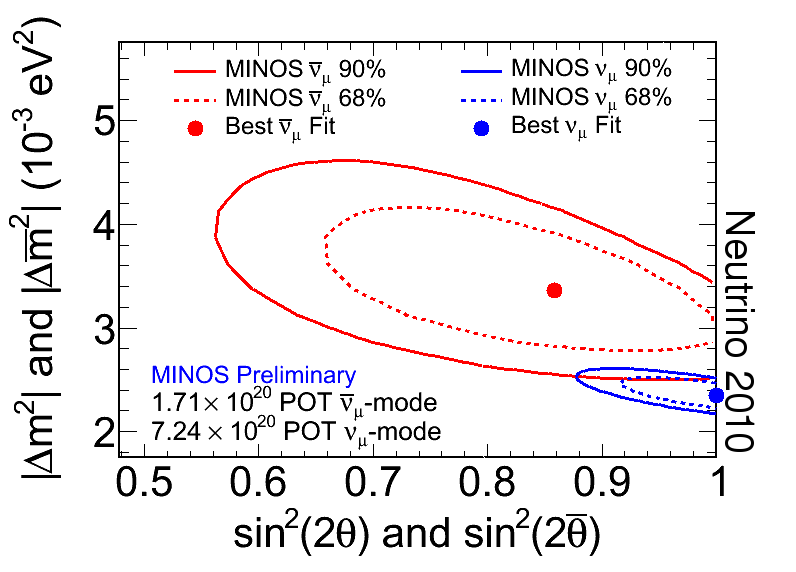 |Δm²| and |Δm̅²| (10⁻³ eV²)
MINOS ν̅μ 90%
MINOS ν̅μ 68%
Best ν̅μ Fit
MINOS νμ 90%
MINOS νμ 68%
Best νμ Fit
5
4
3
2
MINOS Preliminary
1.71× 10²⁰ POT ν̅μ-mode
7.24 × 10²⁰ POT νμ-mode
Neutrino 2010
0.5 0.6 0.7 0.8 0.9 1
sin²(2θ) and sin²(2θ̅)